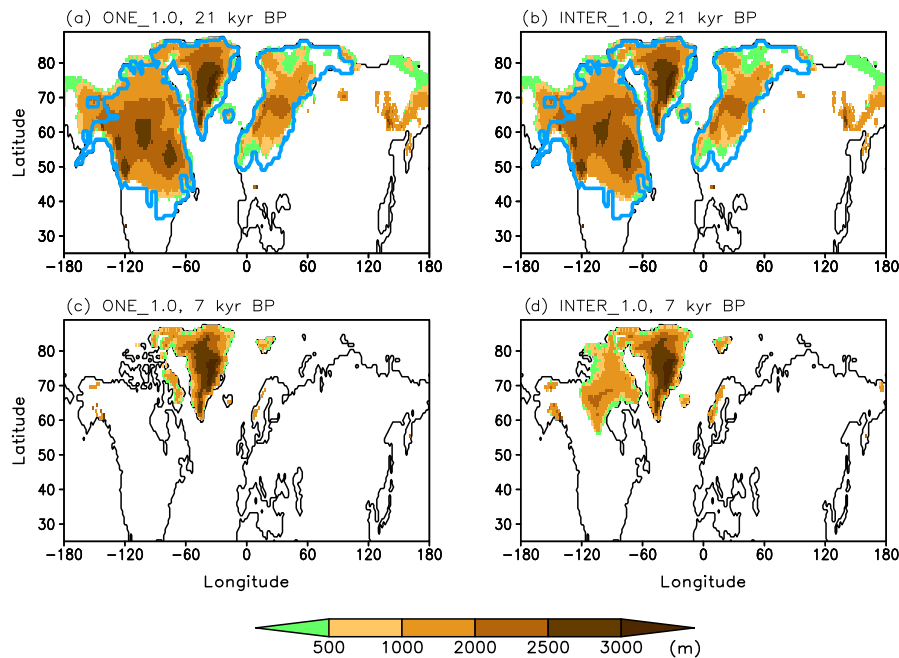 (a) ONE_1.0, 21 kyr BP
(b) INTER_1.0, 21 kyr BP
Latitude
80
70
60
50
40
30
−180 −120 −60 0 60 120 180
80
70
60
50
40
30
−180 −120 −60 0 60 120 180
(c) ONE_1.0, 7 kyr BP
(d) INTER_1.0, 7 kyr BP
Latitude
80
70
60
50
40
30
−180 −120 −60 0 60 120 180
Longitude
80
70
60
50
40
30
−180 −120 −60 0 60 120 180
Longitude
500 1000 2000 2500 3000 (m)